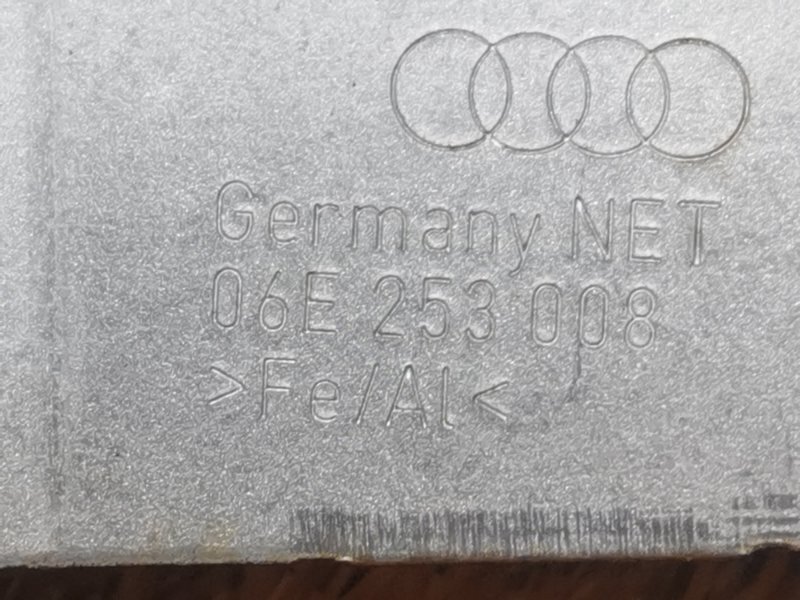 Germany NET
06E 253 008
>Fe/Al<